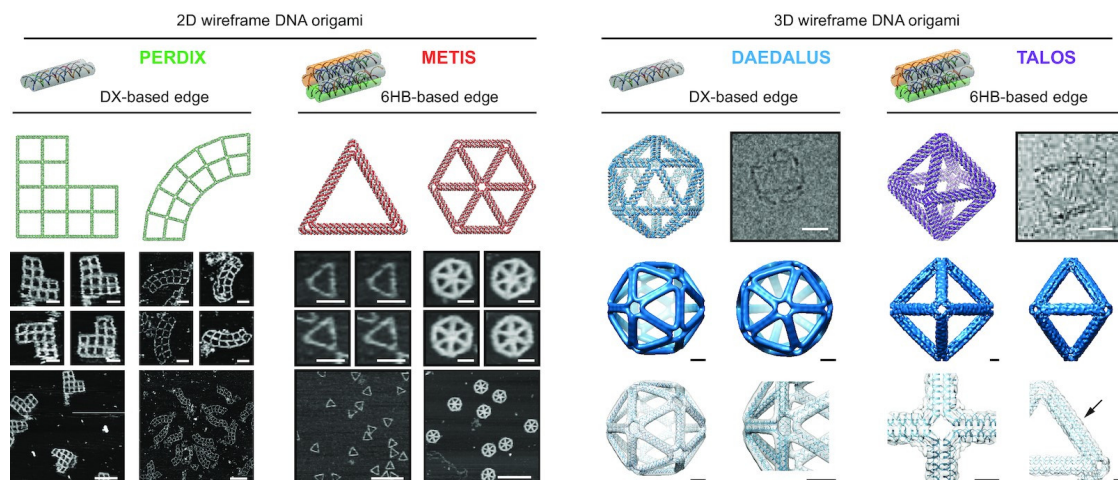 2D wireframe DNA origami
PERDIX
DX-based edge
METIS
6HB-based edge
3D wireframe DNA origami
DAEDALUS
DX-based edge
TALOS
6HB-based edge